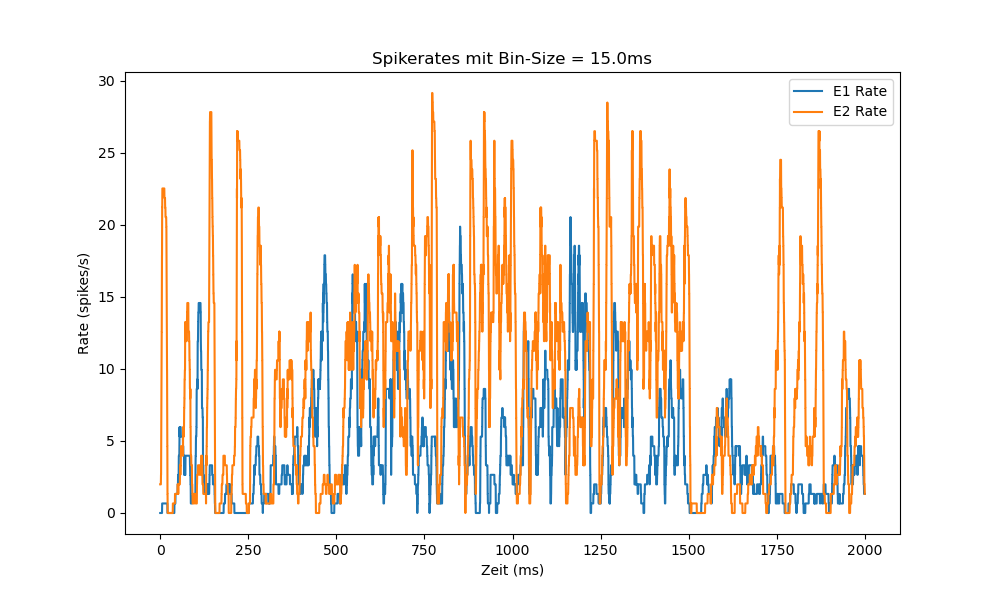 Spikerates mit Bin-Size = 15.0ms
E1 Rate
E2 Rate
30
25
20
15
10
5
0
Rate (spikes/s)
0 250 500 750 1000 1250 1500 1750 2000
Zeit (ms)